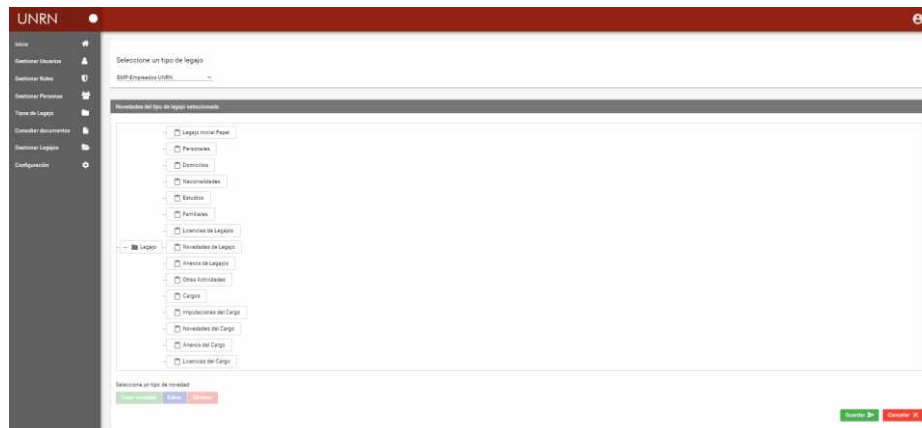 UNRN
Inicio
Gestionar Usuarios
Gestionar Roles
Gestionar Personas
Tipos de Legajo
Consultar documentos
Gestionar Legajos
Configuración
Seleccione un tipo de legajo
EMP-Empleados UNRN
Novedades del tipo de legajo seleccionado
Legajo Inicial Papel
Personales
Domicilios
Nacionalidades
Estudios
Familiares
Licencias de Legajos
Legajo
Novedades de Legajo
Anexos de Legajos
Otras Actividades
Cargos
Imputaciones del Cargo
Novedades del Cargo
Anexos del Cargo
Licencias del Cargo
Seleccione un tipo de novedad
Crear novedad Editar Eliminar
Guardar Cancelar